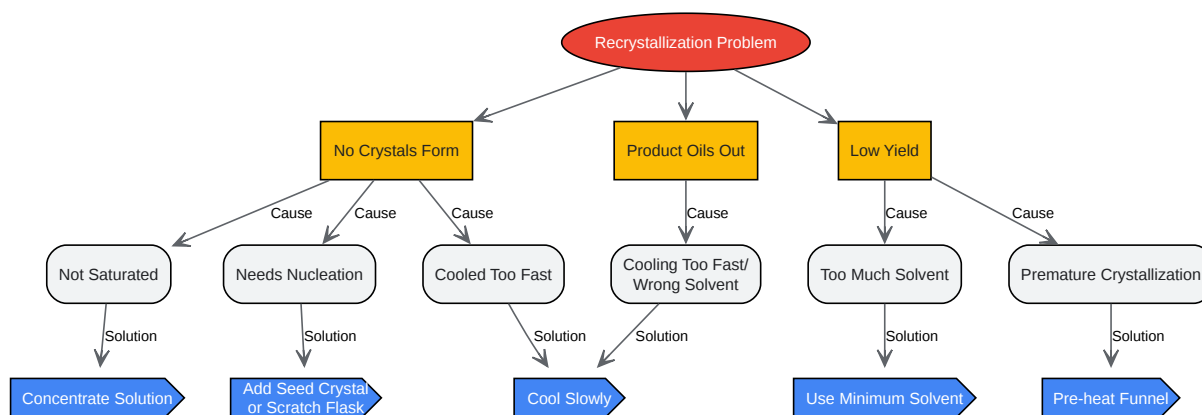 Recrystallization Problem
No Crystals Form
Product Oils Out
Low Yield
Cause
Cause
Cause
Cause
Cause
Cause
Not Saturated
Needs Nucleation
Cooled Too Fast
Cooling Too Fast/
Wrong Solvent
Too Much Solvent
Premature Crystallization
Solution
Solution
Solution
Solution
Solution
Solution
Concentrate Solution
Add Seed Crystal
or Scratch Flask
Cool Slowly
Use Minimum Solvent
Pre-heat Funnel